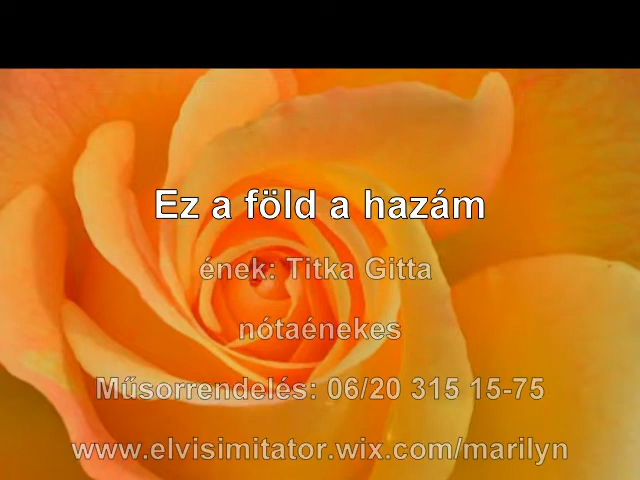 Ez a föld a hazám
ének: Titka Gitta
nótaénekes
Műsorrendelés: 06/20 315 15-75
www.elvisimitator.wix.com/marilyn